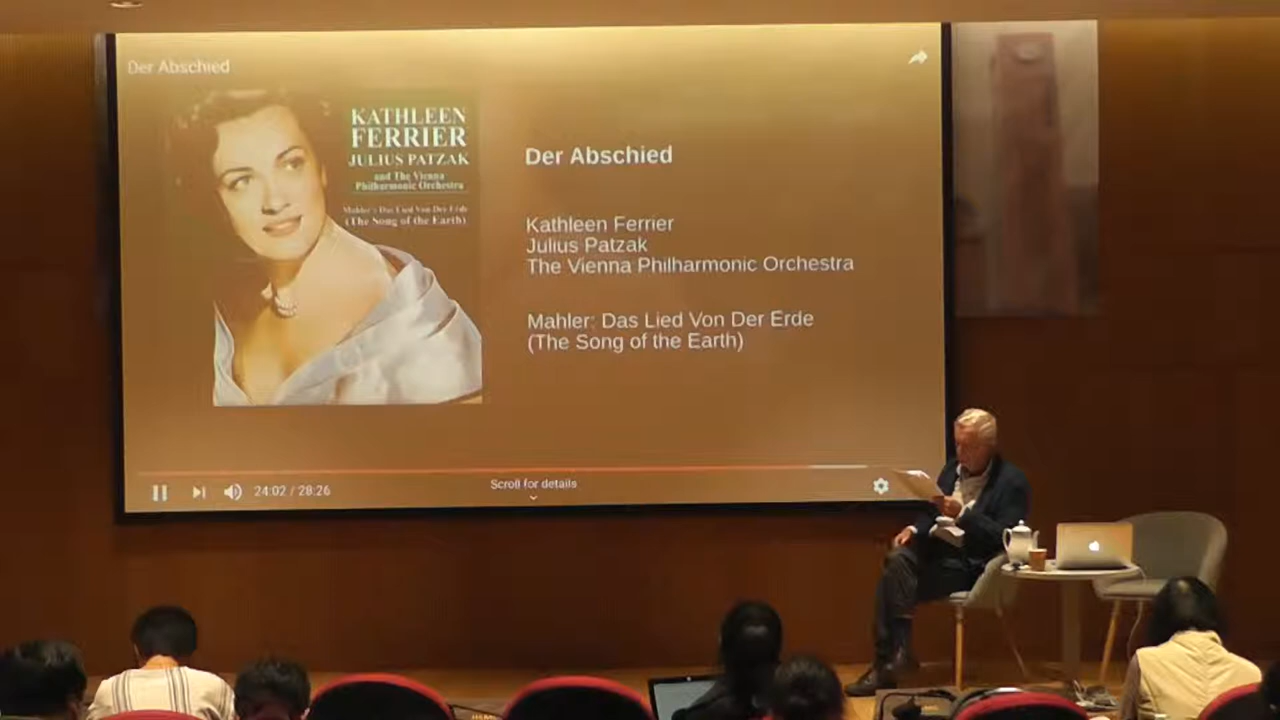 Der Abschied
KATHLEEN
FERRIER
JULIUS PATZAK
and The Vienna
Philharmonic Orchestra
Mahler's Das Lied Von Der Erde
(The Song of the Earth)
Der Abschied
Kathleen Ferrier
Julius Patzak
The Vienna Philharmonic Orchestra
Mahler: Das Lied Von Der Erde
(The Song of the Earth)
24:02 / 28:26
Scroll for details